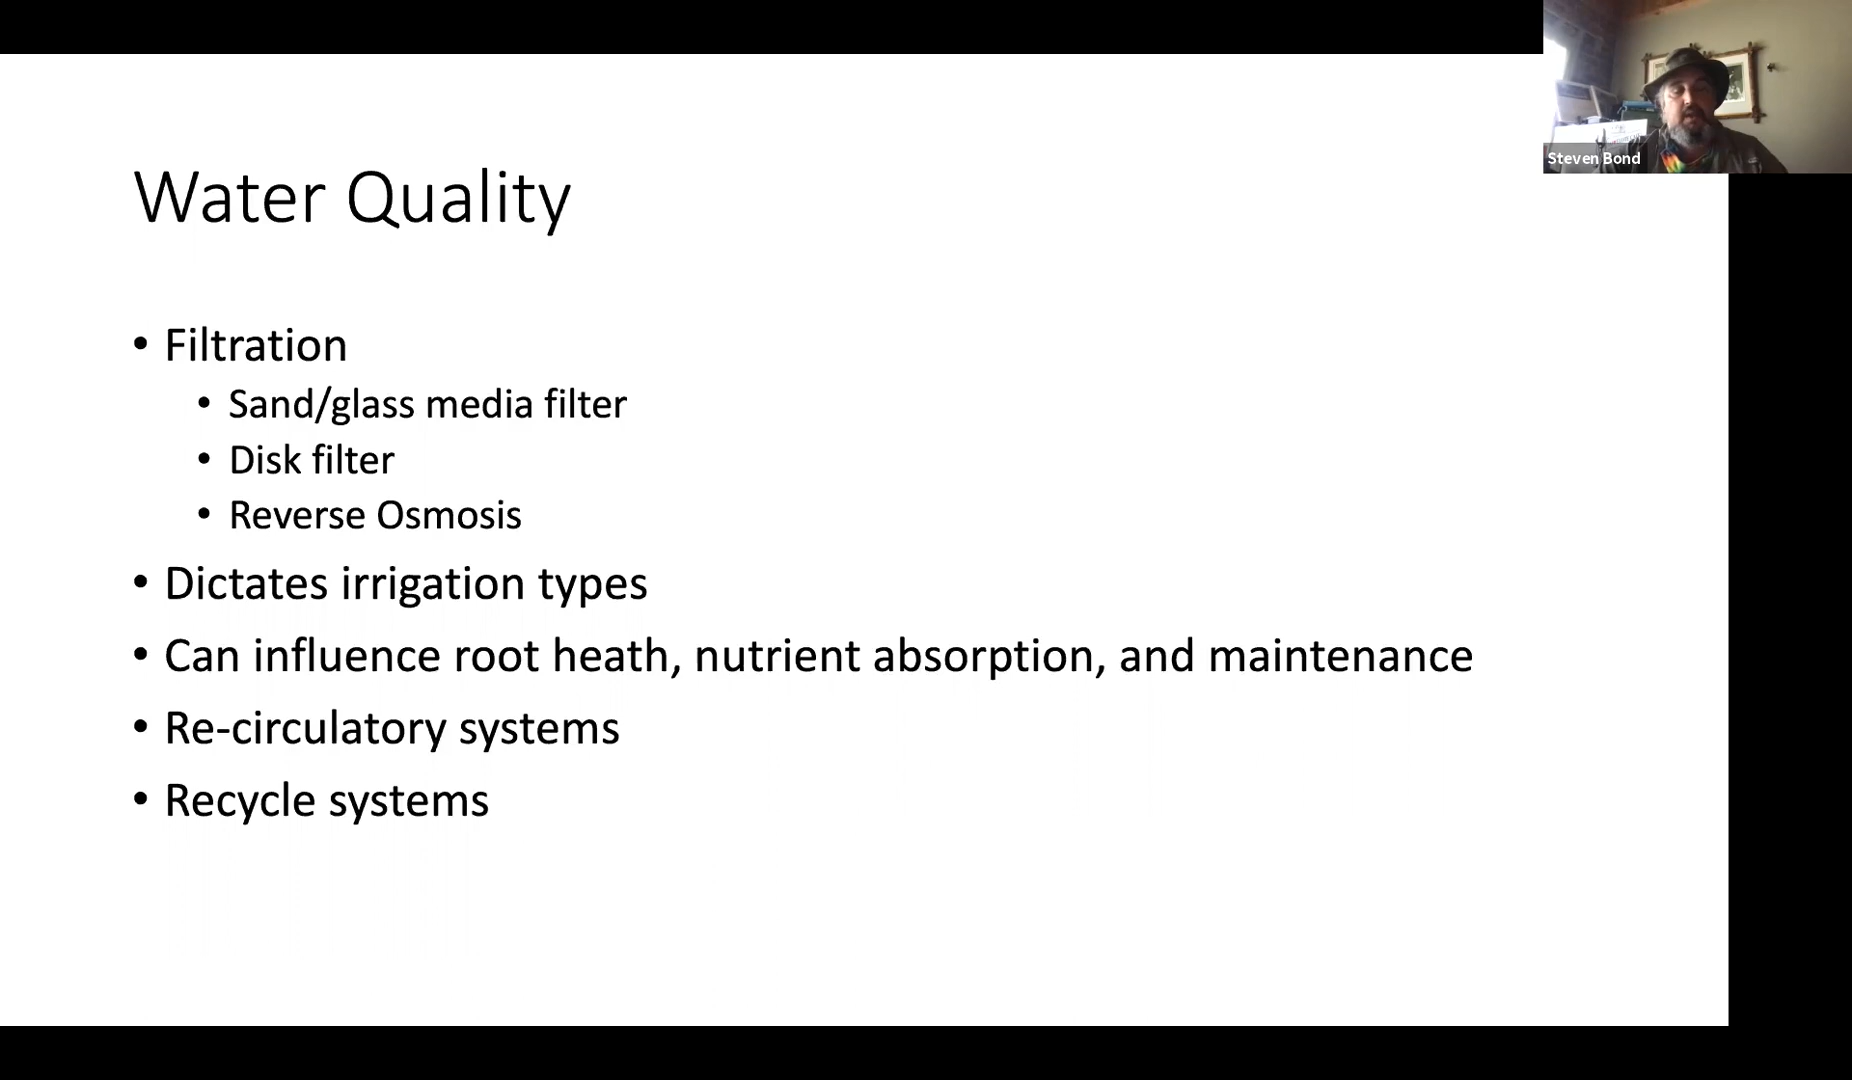 Steven Bond
Water Quality
• Filtration
• Sand/glass media filter
• Disk filter
• Reverse Osmosis
• Dictates irrigation types
• Can influence root heath, nutrient absorption, and maintenance
• Re-circulatory systems
• Recycle systems